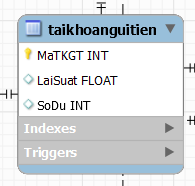 taikhoanguitien
MaTKGT INT
LaiSuat FLOAT
SoDu INT
Indexes
Triggers